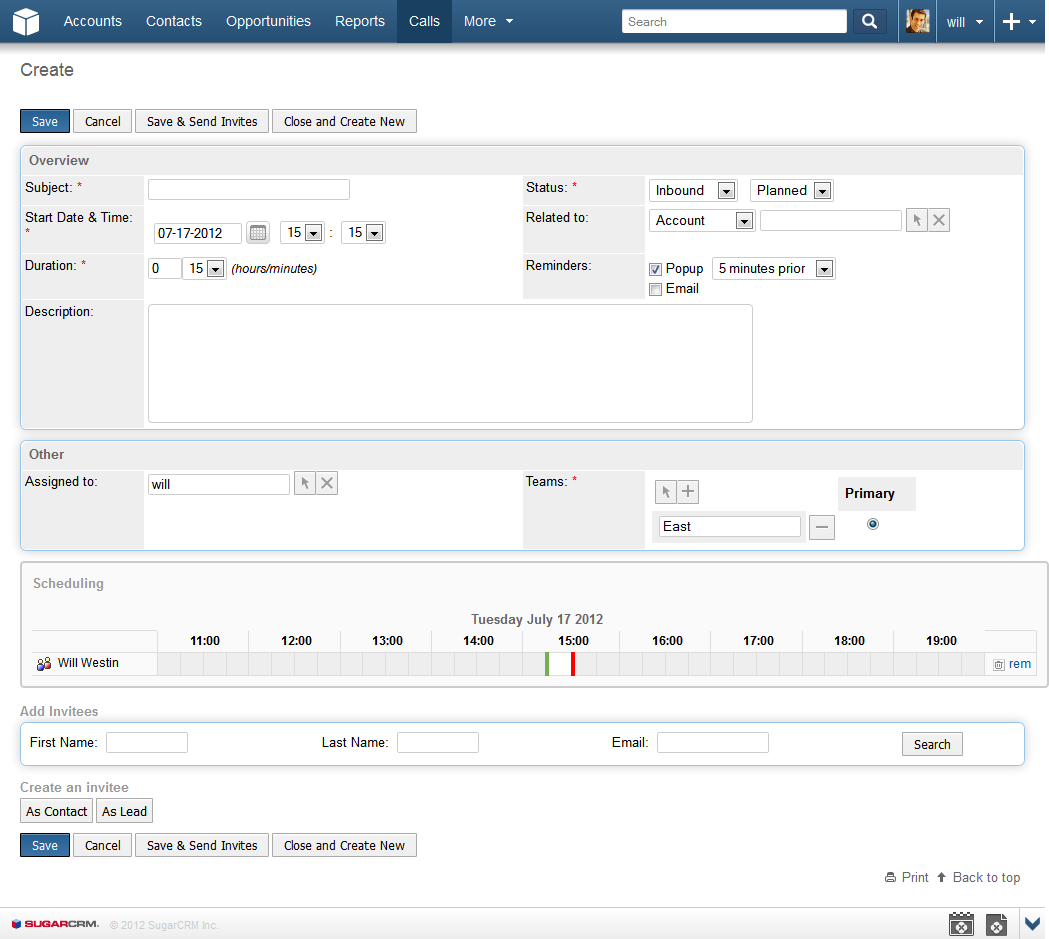 Accounts Contacts Opportunities Reports Calls More Search will
Create
Save Cancel Save & Send Invites Close and Create New
Overview
Subject: * Status: * Inbound Planned
Start Date & Time: * 07-17-2012 15 : 15 Related to: Account
Duration: * 0 15 (hours/minutes) Reminders: Popup 5 minutes prior
Email
Description:
Other
Assigned to: will Teams: * Primary
East
Scheduling
Tuesday July 17 2012
11:00 12:00 13:00 14:00 15:00 16:00 17:00 18:00 19:00
Will Westin rem
Add Invitees
First Name: Last Name: Email: Search
Create an invitee
As Contact As Lead
Save Cancel Save & Send Invites Close and Create New
Print Back to top
SUGARCRM. © 2012 SugarCRM Inc.